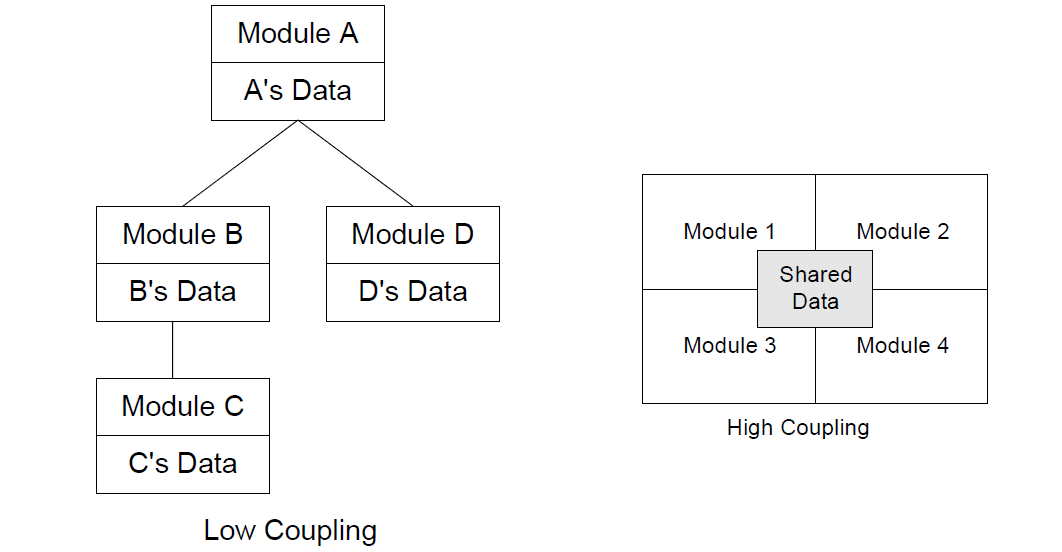 Module A
A's Data
Module B
B's Data
Module D
D's Data
Module C
C's Data
Low Coupling
Module 1
Module 2
Shared
Data
Module 3
Module 4
High Coupling